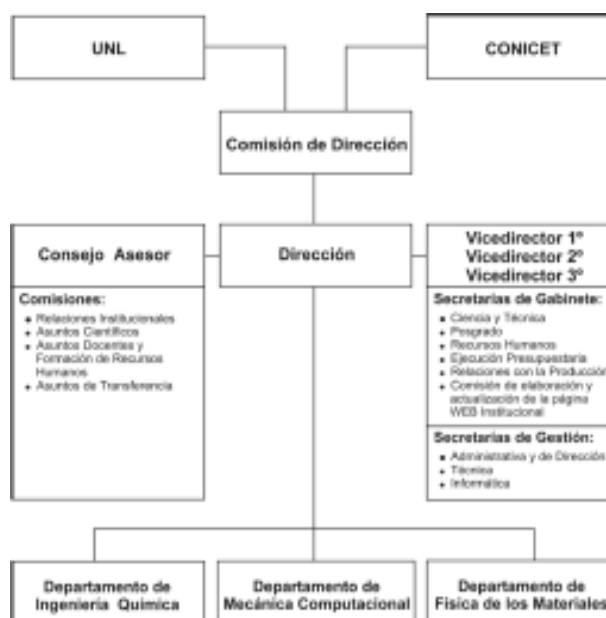 UNL
CONICET
Comisión de Dirección
Consejo Asesor
Dirección
Vicedirector 1º
Vicedirector 2º
Vicedirector 3º
Comisiones:
Relaciones Institucionales
Asuntos Científicos
Asuntos Docentes y
Formación de Recursos
Humanos
Asuntos de Transferencia
Secretarias de Gabinete:
Ciencia y Técnica
Posgrado
Recursos Humanos
Ejecución Presupuestaria
Relaciones con la Producción
Comisión de elaboración y
actualización de la página
WEB Institucional
Secretarias de Gestión:
Administrativa y de Dirección
Técnica
Informática
Departamento de
Ingeniería Química
Departamento de
Mecánica Computacional
Departamento de
Física de los Materiales